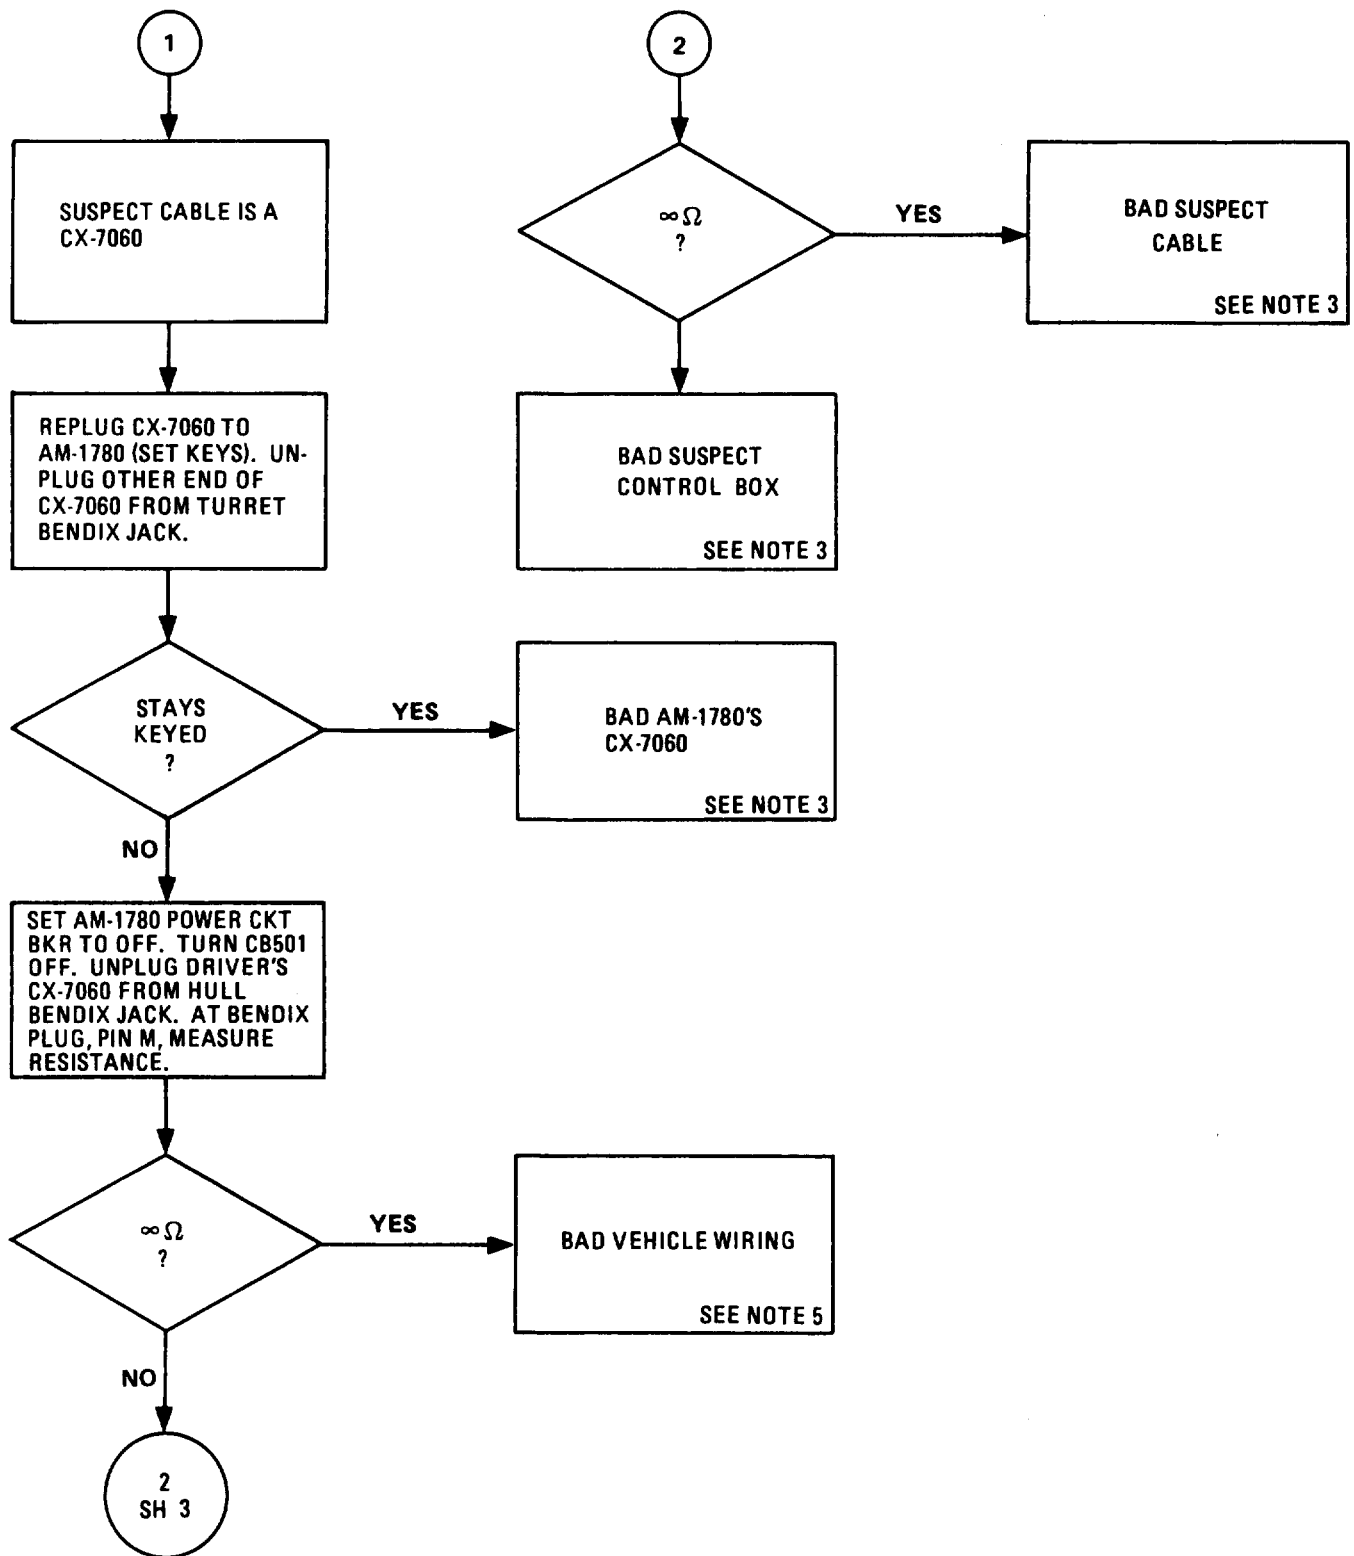 1
SUSPECT CABLE IS A
CX-7060
REPLUG CX-7060 TO
AM-1780 (SET KEYS). UN-
PLUG OTHER END OF
CX-7060 FROM TURRET
BENDIX JACK.
STAYS
KEYED
?
YES
BAD AM-1780'S
CX-7060
SEE NOTE 3
NO
SET AM-1780 POWER CKT
BKR TO OFF. TURN CB501
OFF. UNPLUG DRIVER'S
CX-7060 FROM HULL
BENDIX JACK. AT BENDIX
PLUG, PIN M, MEASURE
RESISTANCE.
∞ Ω
?
YES
BAD VEHICLE WIRING
SEE NOTE 5
NO
2
SH 3
2
∞ Ω
?
YES
BAD SUSPECT
CABLE
SEE NOTE 3
BAD SUSPECT
CONTROL BOX
SEE NOTE 3